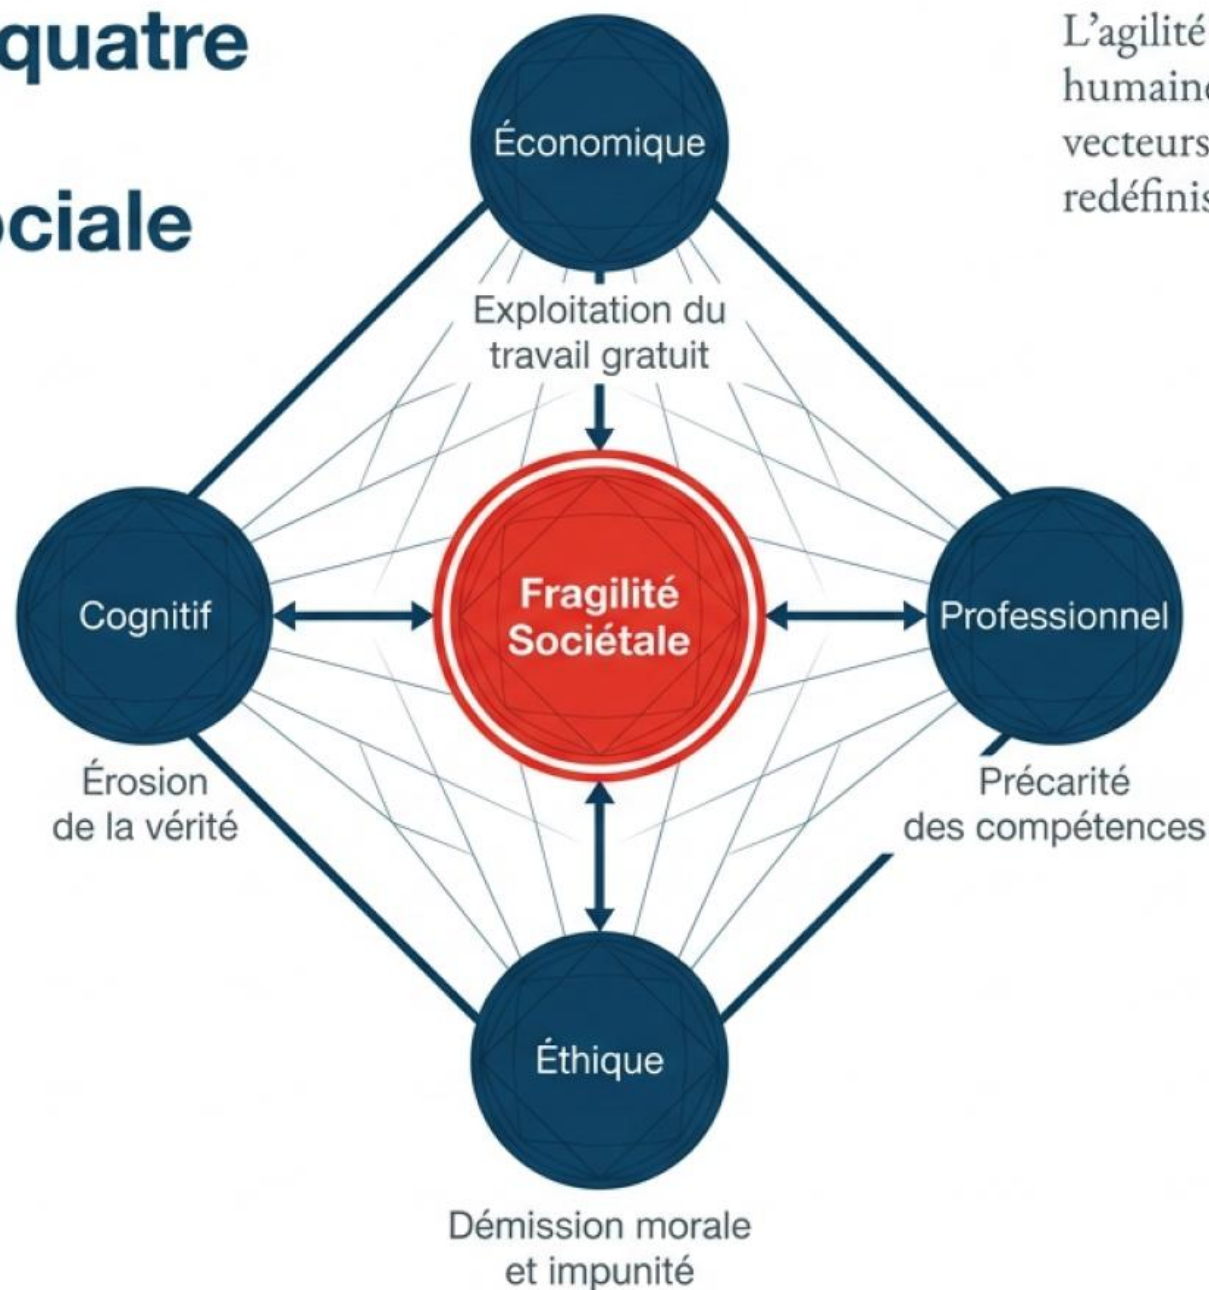 quatre
ociale
L'agilité
humaine
vecteurs
redéfinis
Économique
Exploitation du
travail gratuit
Cognitif
Fragilité
Sociétale
Professionnel
Érosion
de la vérité
Précarité
des compétences
Éthique
Démission morale
et impunité